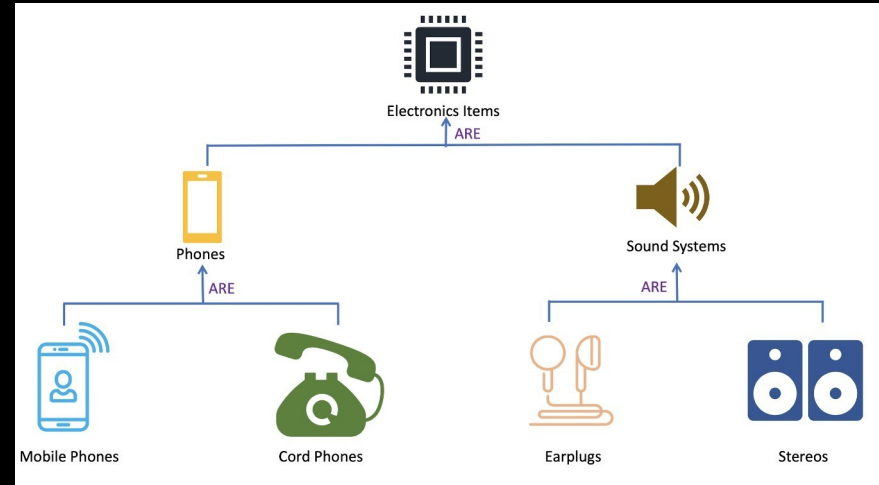 Electronics Items
ARE
Phones
Sound Systems
ARE
ARE
Mobile Phones
Cord Phones
Earplugs
Stereos